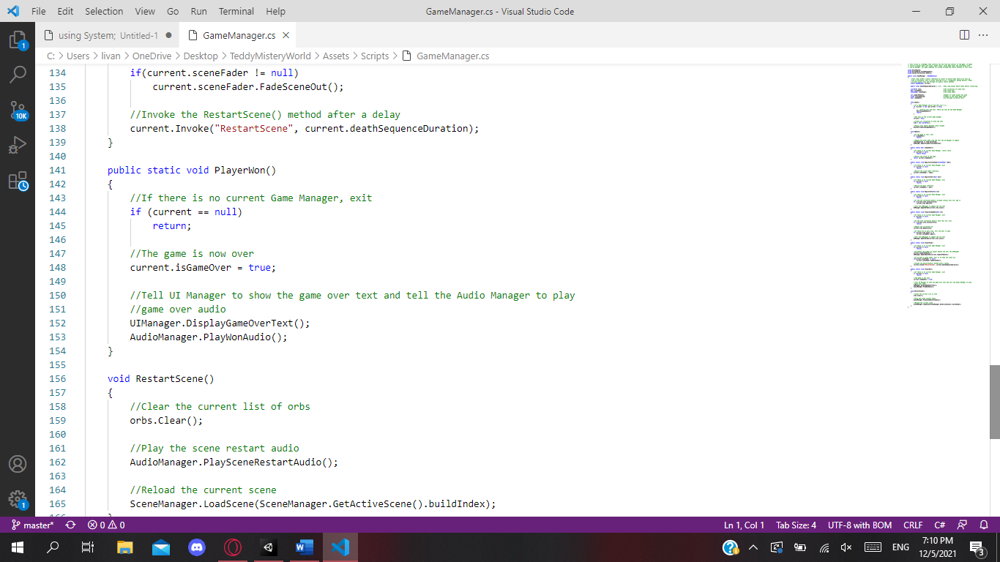 File Edit Selection View Go Run Terminal Help GameManager.cs - Visual Studio Code
using System; Untitled-1 GameManager.cs
C: > Users > livan > OneDrive > Desktop > TeddyMisteryWorld > Assets > Scripts > GameManager.cs
134 if(current.sceneFader != null)
135 current.sceneFader.FadeSceneOut();
136
137 //Invoke the RestartScene() method after a delay
138 current.Invoke("RestartScene", current.deathSequenceDuration);
139 }
140
141 public static void PlayerWon()
142 {
143 //If there is no current Game Manager, exit
144 if (current == null)
145 return;
146
147 //The game is now over
148 current.isGameOver = true;
149
150 //Tell UI Manager to show the game over text and tell the Audio Manager to play
151 //game over audio
152 UIManager.DisplayGameOverText();
153 AudioManager.PlayWonAudio();
154 }
155
156 void RestartScene()
157 {
158 //Clear the current list of orbs
159 orbs.Clear();
160
161 //Play the scene restart audio
162 AudioManager.PlaySceneRestartAudio();
163
164 //Reload the current scene
165 SceneManager.LoadScene(SceneManager.GetActiveScene().buildIndex);
1
10K
1
master* 0 0 Ln 1, Col 1 Tab Size: 4 UTF-8 with BOM CRLF C#
ENG 7:10 PM
12/5/2021
3